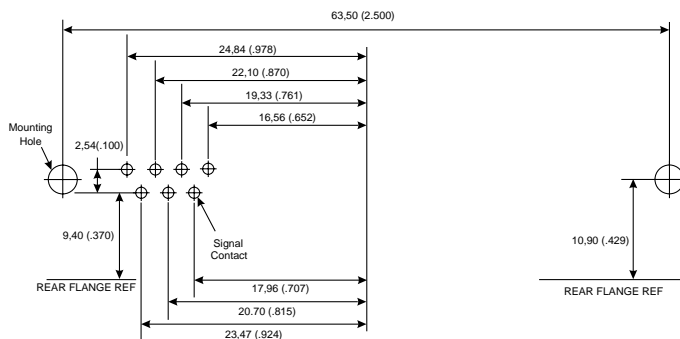 63,50 (2.500)
24,84 (.978)
22,10 (.870)
19,33 (.761)
16,56 (.652)
Mounting
Hole
2,54(.100)
9,40 (.370)
Signal
Contact
10,90 (.429)
REAR FLANGE REF
17,96 (.707)
REAR FLANGE REF
20.70 (.815)
23,47 (.924)